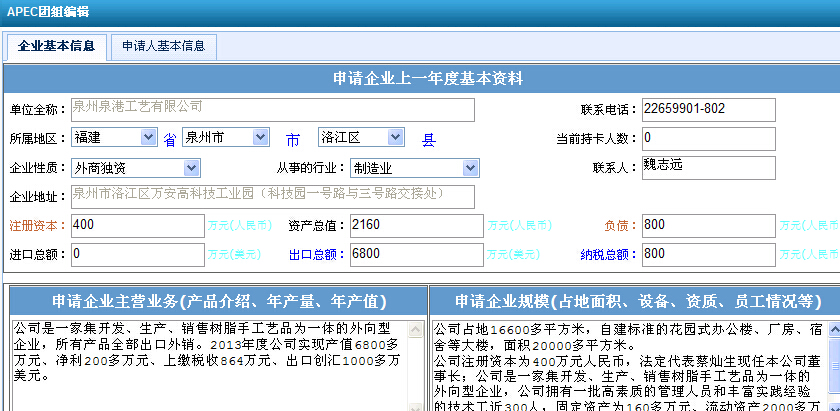 APEC团组编辑
企业基本信息 申请人基本信息
申请企业上一年度基本资料
单位全称： 泉州泉港工艺有限公司 联系电话： 22659901-802
所属地区： 福建 省 泉州市 市 洛江区 县 当前持卡人数： 0
企业性质： 外商独资 从事的行业： 制造业 联系人： 魏志远
企业地址： 泉州市洛江区万安高科技工业园（科技园一号路与三号路交接处）
注册资本： 400 万元(人民币) 资产总值： 2160 万元(人民币) 负债： 800 万元(人民币
进口总额： 0 万元(美元) 出口总额： 6800 万元(美元) 纳税总额： 800 万元(人民币
申请企业主营业务(产品介绍、年产量、年产值)
公司是一家集开发、生产、销售树脂手工艺品为一体的外向型
企业，所有产品全部出口外销。2013年度公司实现产值6800多
万元、净利200多万元、上缴税收864万元、出口创汇1000多万
美元。
申请企业规模(占地面积、设备、资质、员工情况等)
公司占地16600多平方米，自建标准的花园式办公楼、厂房、宿
舍等大楼，面积20000多平方米。
公司注册资本为400万元人民币，法定代表蔡灿生现任本公司董
事长；公司是一家集开发、生产、销售树脂手工艺品为一体的
外向型企业，公司拥有一批高素质的管理人员和丰富实践经验
的技术工近300人，固定资产为160多万元、流动资产2000多万